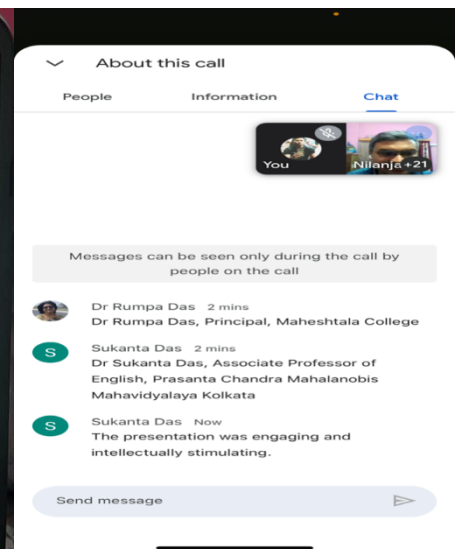 About this call
People Information Chat
You Nilanja +21
Messages can be seen only during the call by
people on the call
Dr Rumpa Das 2 mins
Dr Rumpa Das, Principal, Maheshtala College
S
Sukanta Das 2 mins
Dr Sukanta Das, Associate Professor of
English, Prasanta Chandra Mahalanobis
Mahavidyalaya Kolkata
S
Sukanta Das Now
The presentation was engaging and
intellectually stimulating.
Send message